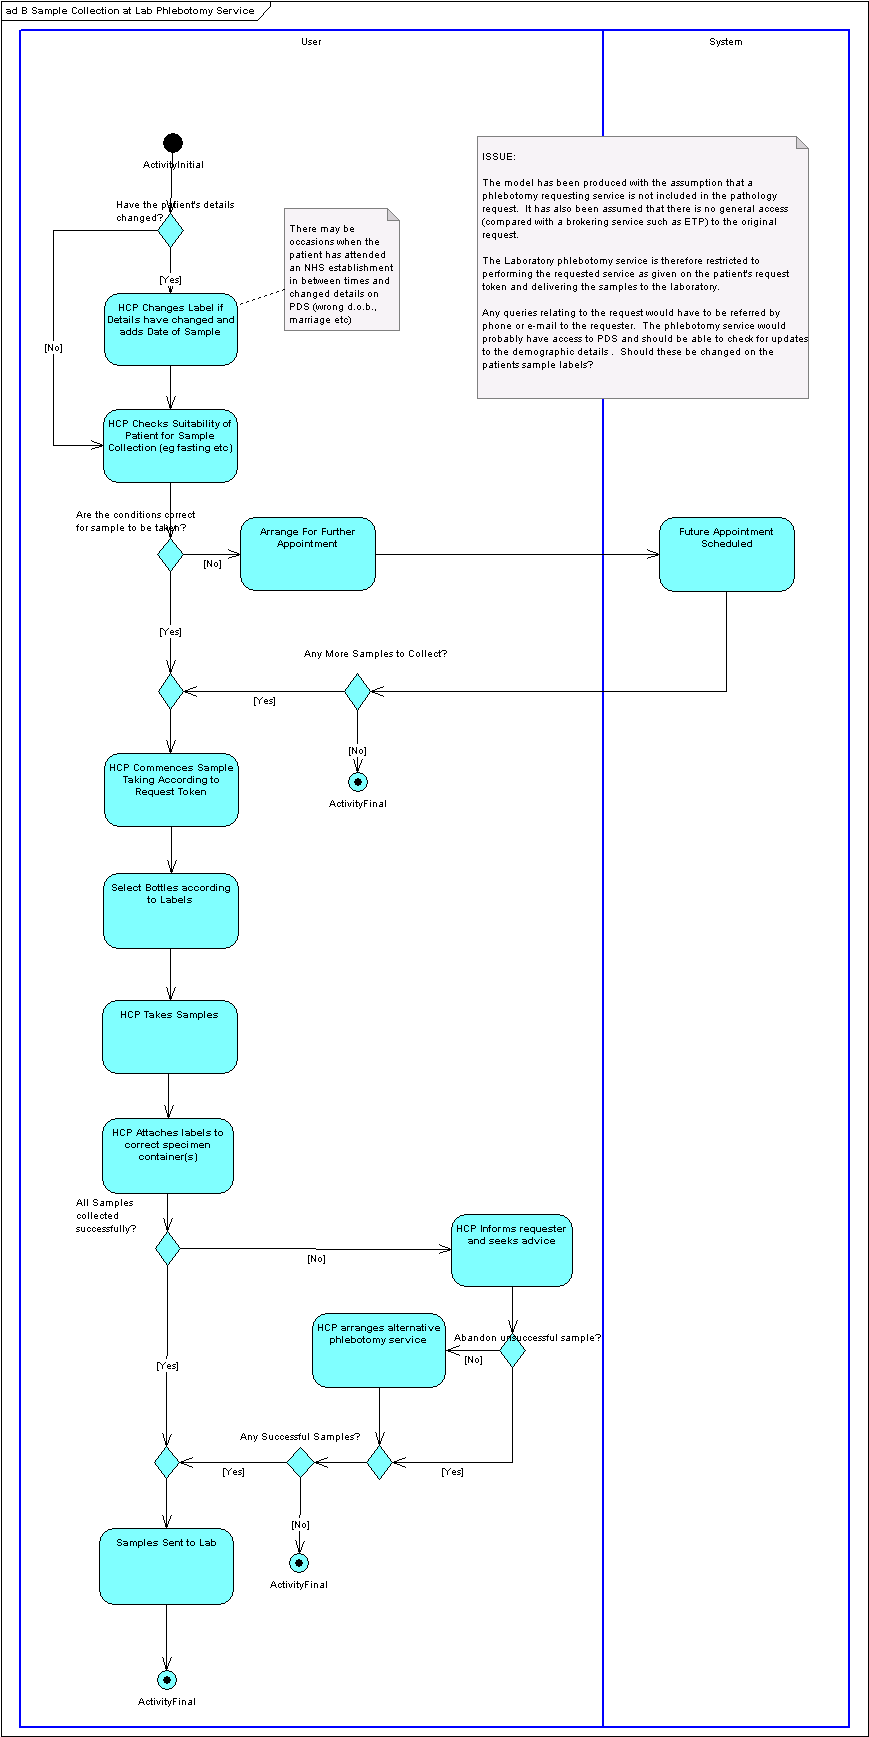 ad B Sample Collection at Lab Phlebotomy Service
User
System
ActivityInitial
Have the patient's details
changed?
[Yes]
[No]
There may be
occasions when the
patient has attended
an NHS establishment
in between times and
changed details on
PDS (wrong d.o.b.,
marriage etc)
ISSUE:
The model has been produced with the assumption that a
phlebotomy requesting service is not included in the pathology
request.  It has also been assumed that there is no general access
(compared with a brokering service such as ETP) to the original
request.
The Laboratory phlebotomy service is therefore restricted to
performing the requested service as given on the patient's request
token and delivering the samples to the laboratory.
Any queries relating to the request would have to be referred by
phone or e-mail to the requester.  The phlebotomy service would
probably have access to PDS and should be able to check for updates
to the demographic details .  Should these be changed on the
patients sample labels?
HCP Changes Label if
Details have changed and
adds Date of Sample
HCP Checks Suitability of
Patient for Sample
Collection (eg fasting etc)
Are the conditions correct
for sample to be taken?
[No]
Arrange For Further
Appointment
Future Appointment
Scheduled
[Yes]
Any More Samples to Collect?
[Yes]
[No]
ActivityFinal
HCP Commences Sample
Taking According to
Request Token
Select Bottles according
to Labels
HCP Takes Samples
HCP Attaches labels to
correct specimen
container(s)
All Samples
collected
successfully?
[No]
HCP Informs requester
and seeks advice
HCP arranges alternative
phlebotomy service
Abandon unsuccessful sample?
[No]
[Yes]
Any Successful Samples?
[Yes]
[Yes]
[No]
ActivityFinal
Samples Sent to Lab
ActivityFinal